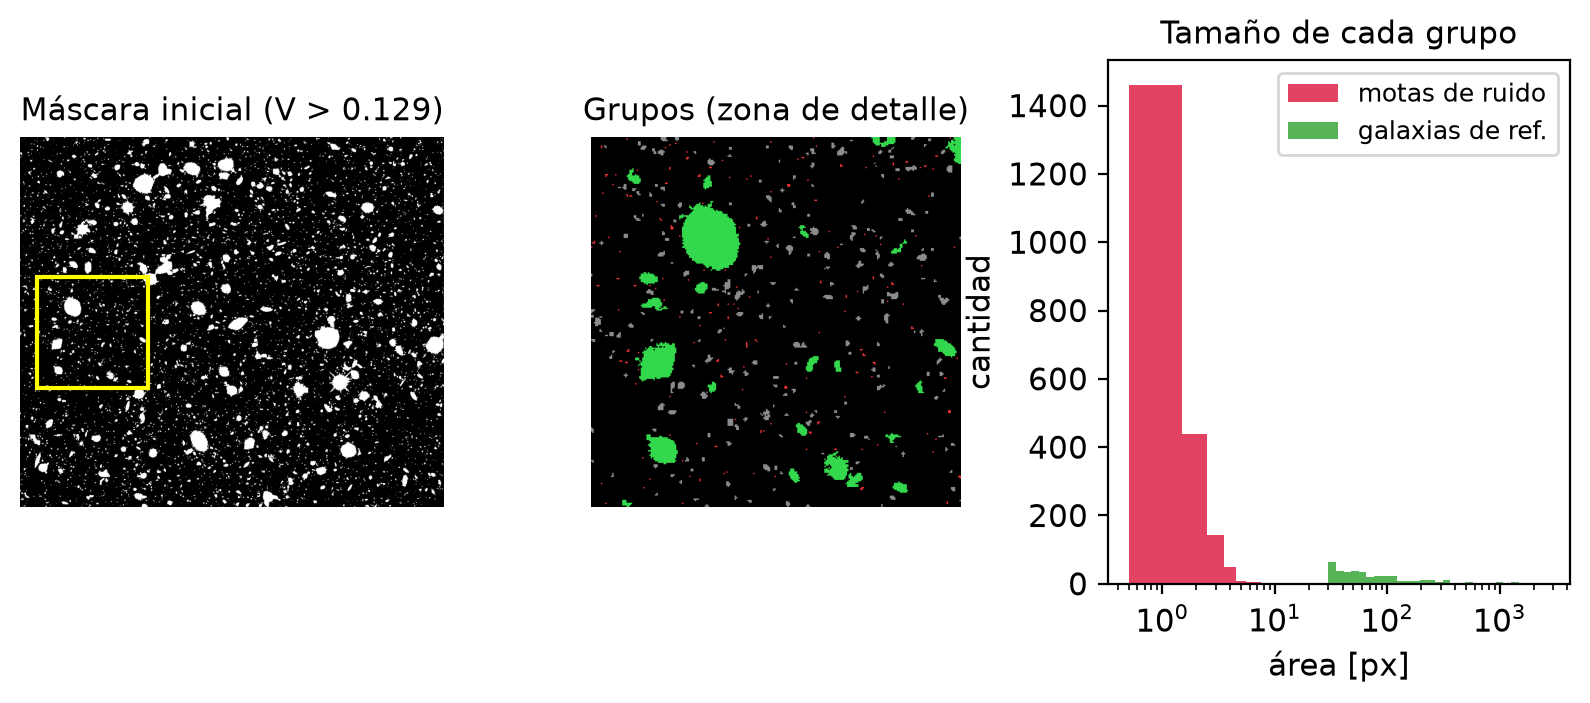 Máscara inicial (V > 0.129)
Grupos (zona de detalle)
Tamaño de cada grupo
motas de ruido
galaxias de ref.
cantidad
1400
1200
1000
800
600
400
200
0
10⁰ 10¹ 10² 10³
área [px]